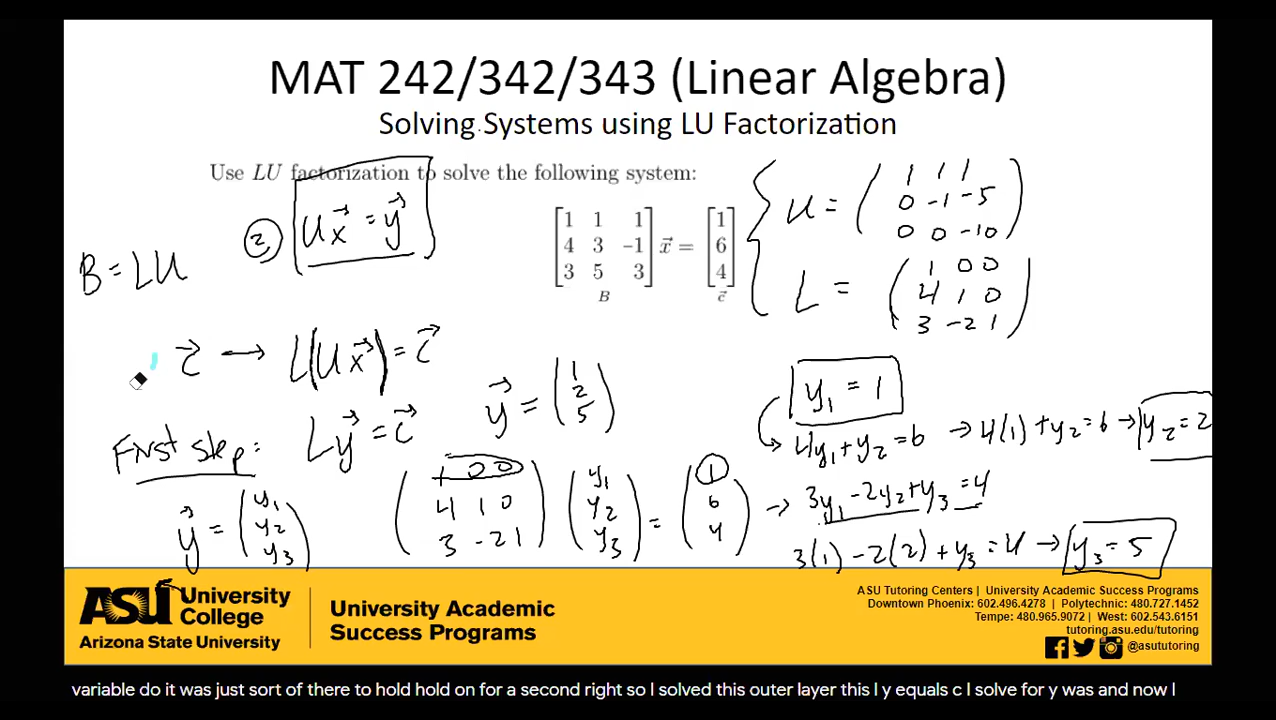 MAT 242/342/343 (Linear Algebra)
Solving Systems using LU Factorization
Use LU factorization to solve the following system:
[1 1 1] [1]
[4 3 -1] x⃗ = [6]
[3 5 3] [4]
B c⃗
U = ( 1 1 1
0 -1 -5
0 0 -10 )
L = ( 1 0 0
4 1 0
3 -2 1 )
② Ux⃗ = y⃗
B = LU
c⃗ → L(Ux⃗) = c⃗
First step: Ly⃗ = c⃗
y⃗ = ( 1
2
5 )
y⃗ = ( y₁
y₂
y₃ )
( 1 0 0 ) ( y₁ ) ( 1 )
( 4 1 0 ) ( y₂ ) = ( 6 )
( 3 -2 1 ) ( y₃ ) ( 4 )
y₁ = 1
→ 4y₁ + y₂ = 6 → 4(1) + y₂ = 6 → y₂ = 2
→ 3y₁ - 2y₂ + y₃ = 4
3(1) - 2(2) + y₃ = 4 → y₃ = 5
ASU University College
Arizona State University
University Academic
Success Programs
ASU Tutoring Centers | University Academic Success Programs
Downtown Phoenix: 602.496.4278 | Polytechnic: 480.727.1452
Tempe: 480.965.9072 | West: 602.543.6151
tutoring.asu.edu/tutoring
@asututoring
variable do it was just sort of there to hold hold on for a second right so I solved this outer layer this l y equals c I solve for y was and now I